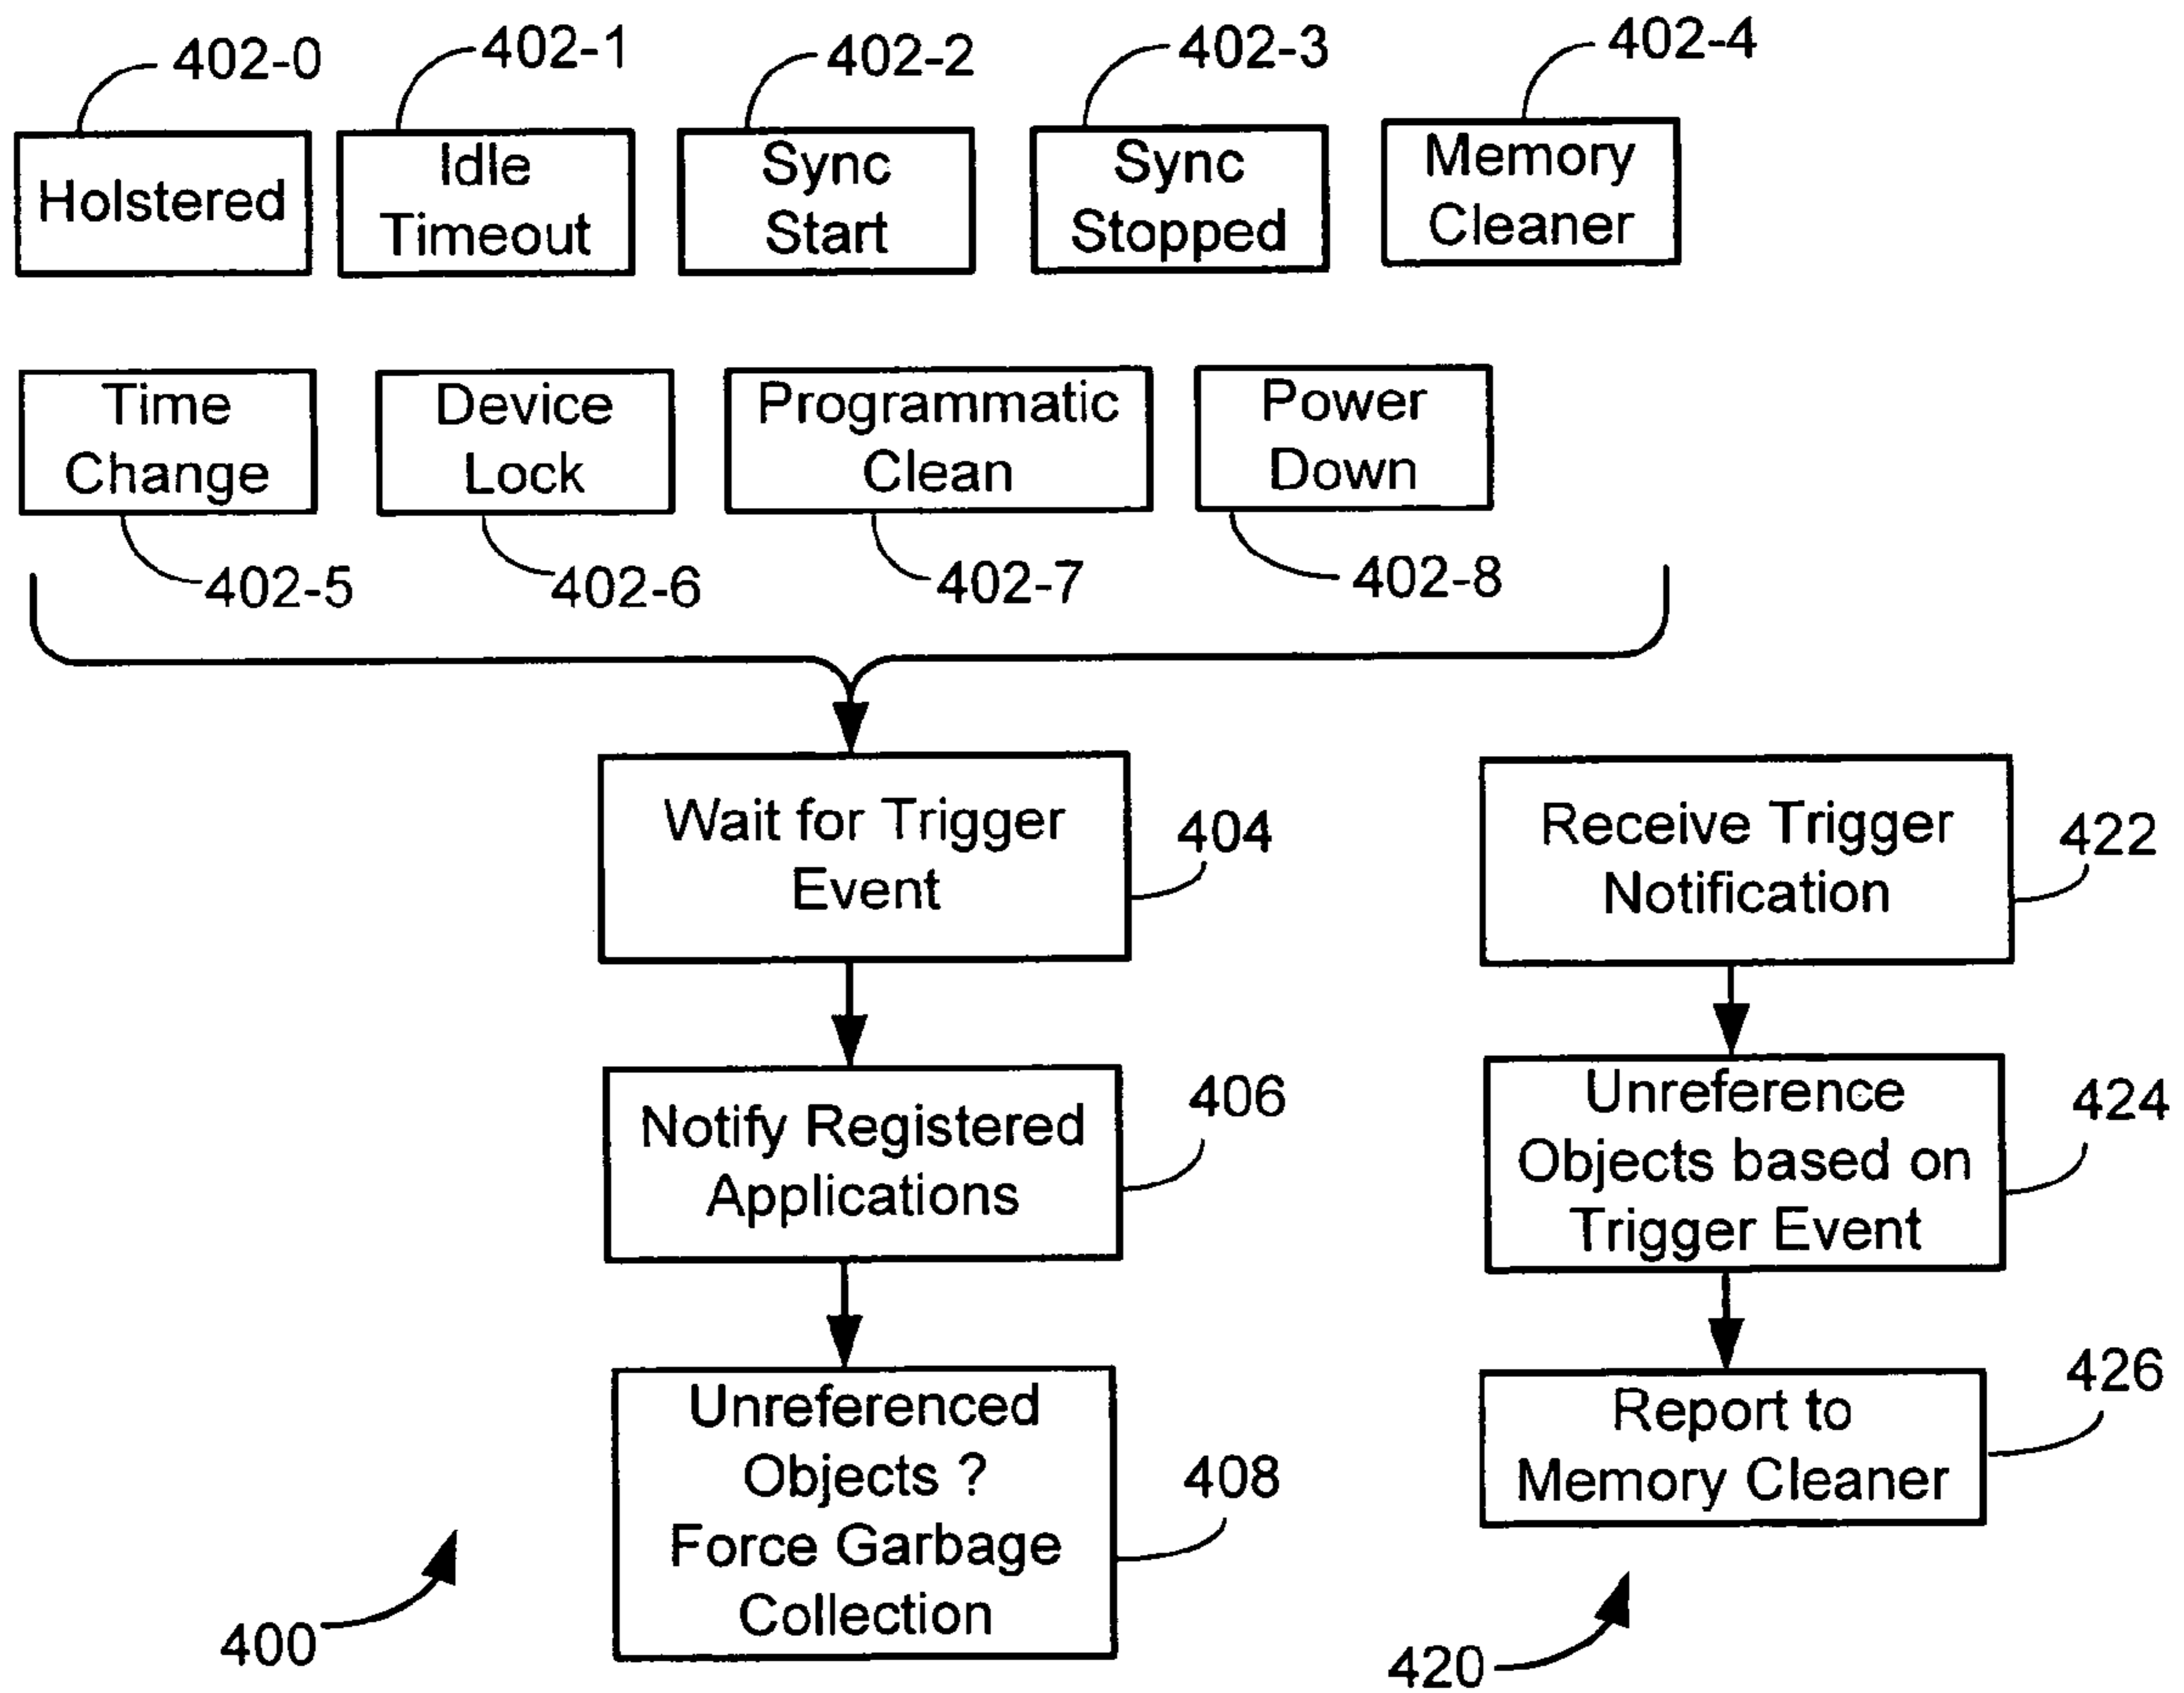 402-0
402-1
402-2
402-3
402-4
Holstered
Idle
Timeout
Sync
Start
Sync
Stopped
Memory
Cleaner
Time
Change
Device
Lock
Programmatic
Clean
Power
Down
402-5
402-6
402-7
402-8
Wait for Trigger
Event
404
Receive Trigger
Notification
422
Notify Registered
Applications
406
Unreference
Objects based on
Trigger Event
424
Unreferenced
Objects ?
Force Garbage
Collection
408
Report to
Memory Cleaner
426
400
420